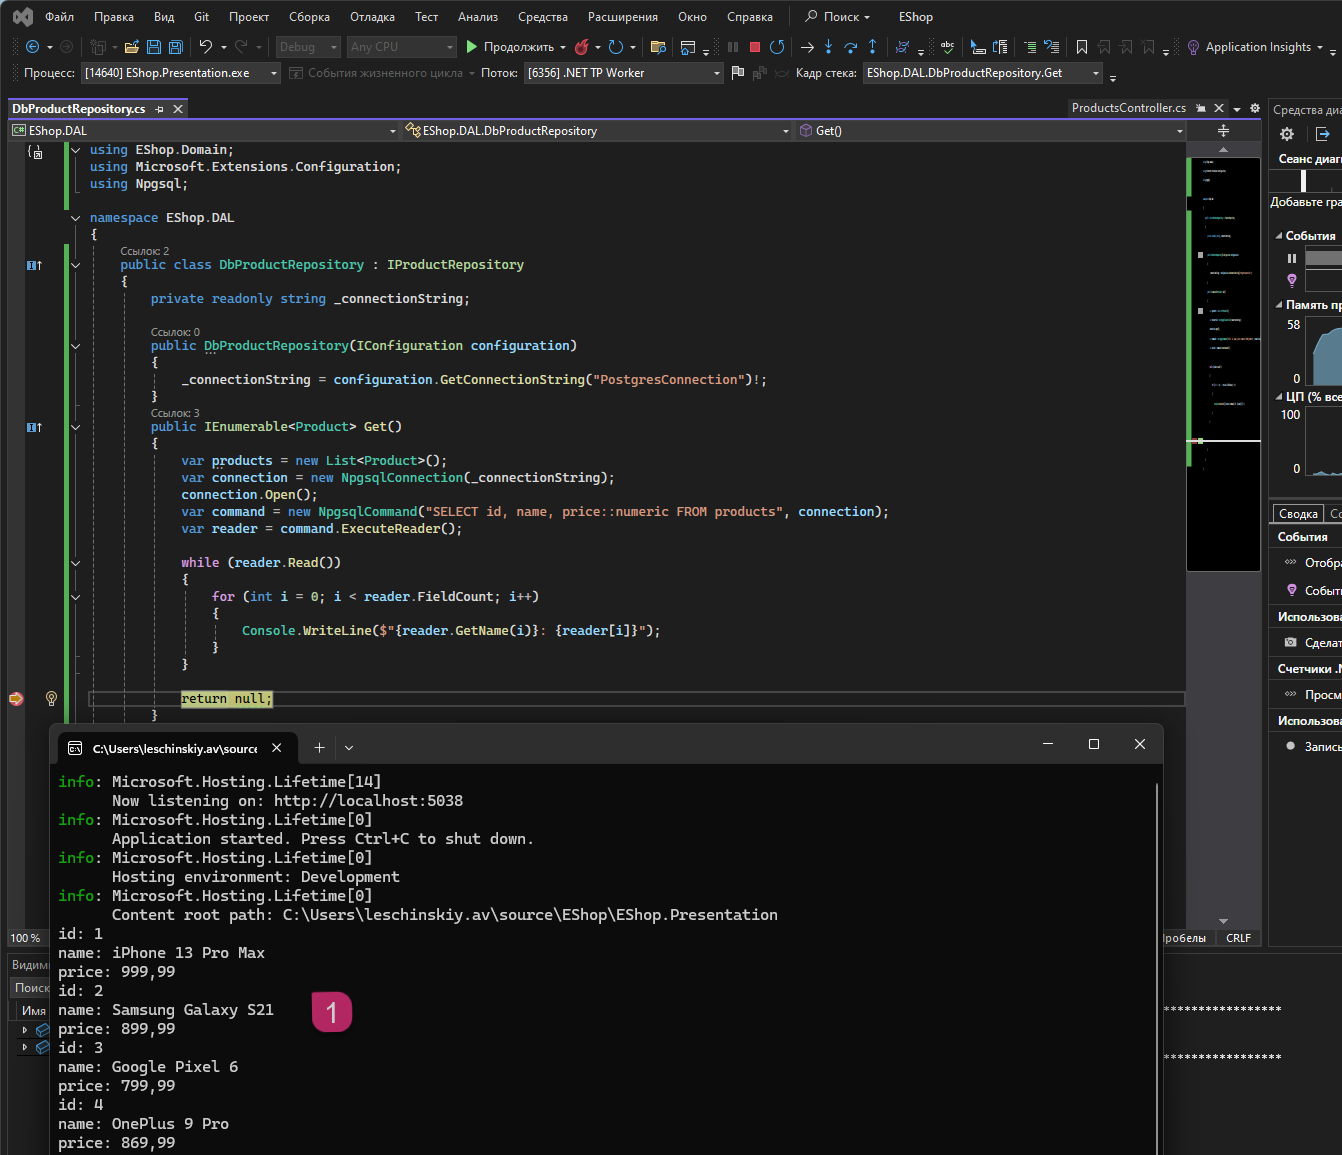 Файл Правка Вид Git Проект Сборка Отладка Тест Анализ Средства Расширения Окно Справка Поиск EShop
Debug Any CPU Продолжить Application Insights
Процесс: [14640] EShop.Presentation.exe События жизненного цикла Поток: [6356] .NET TP Worker Кадр стека: EShop.DAL.DbProductRepository.Get
DbProductRepository.cs ProductsController.cs
EShop.DAL EShop.DAL.DbProductRepository Get()
using EShop.Domain;
using Microsoft.Extensions.Configuration;
using Npgsql;
namespace EShop.DAL
{
Ссылок: 2
public class DbProductRepository : IProductRepository
{
private readonly string _connectionString;
Ссылок: 0
public DbProductRepository(IConfiguration configuration)
{
_connectionString = configuration.GetConnectionString("PostgresConnection")!;
}
Ссылок: 3
public IEnumerable<Product> Get()
{
var products = new List<Product>();
var connection = new NpgsqlConnection(_connectionString);
connection.Open();
var command = new NpgsqlCommand("SELECT id, name, price::numeric FROM products", connection);
var reader = command.ExecuteReader();
while (reader.Read())
{
for (int i = 0; i < reader.FieldCount; i++)
{
Console.WriteLine($"{reader.GetName(i)}: {reader[i]}");
}
}
return null;
}
Средства диа
Сеанс диаг
Добавьте гра
События
Память пр
58
0
ЦП (% все
100
0
Сводка Со
События
Отобра
Событ
Использова
Сделат
Счетчики .N
Просм
Использова
Запись
100 %
робелы CRLF
Видим
Поиск
Имя
C:\Users\leschinskiy.av\source
info: Microsoft.Hosting.Lifetime[14]
Now listening on: http://localhost:5038
info: Microsoft.Hosting.Lifetime[0]
Application started. Press Ctrl+C to shut down.
info: Microsoft.Hosting.Lifetime[0]
Hosting environment: Development
info: Microsoft.Hosting.Lifetime[0]
Content root path: C:\Users\leschinskiy.av\source\EShop\EShop.Presentation
id: 1
name: iPhone 13 Pro Max
price: 999,99
id: 2
name: Samsung Galaxy S21
price: 899,99
id: 3
name: Google Pixel 6
price: 799,99
id: 4
name: OnePlus 9 Pro
price: 869,99
1
*****************
*****************